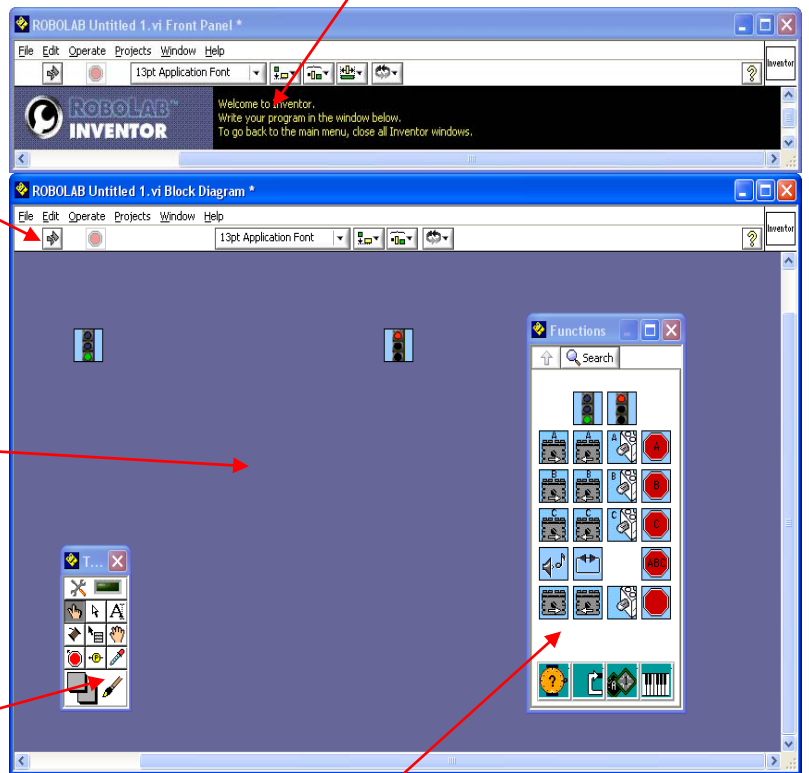 ROBOLAB Untitled 1.vi Front Panel *
File Edit Operate Projects Window Help
13pt Application Font
?
Inventor
ROBOLAB™
INVENTOR
Welcome to Inventor.
Write your program in the window below.
To go back to the main menu, close all Inventor windows.
ROBOLAB Untitled 1.vi Block Diagram *
File Edit Operate Projects Window Help
13pt Application Font
?
Inventor
Functions
Search
A A A A
B B B B
C C C C
ABC
?
A
T...
A
P